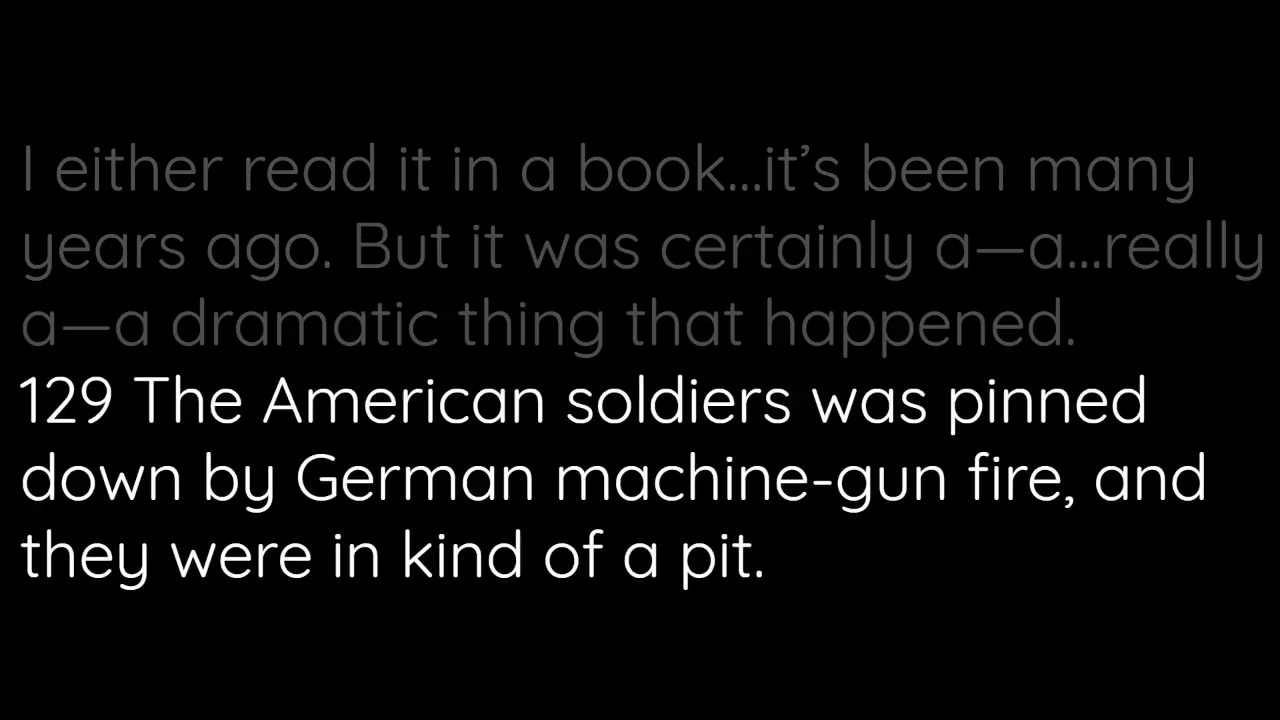 I either read it in a book...it’s been many
years ago. But it was certainly a—a...really
a—a dramatic thing that happened.
129 The American soldiers was pinned
down by German machine-gun fire, and
they were in kind of a pit.